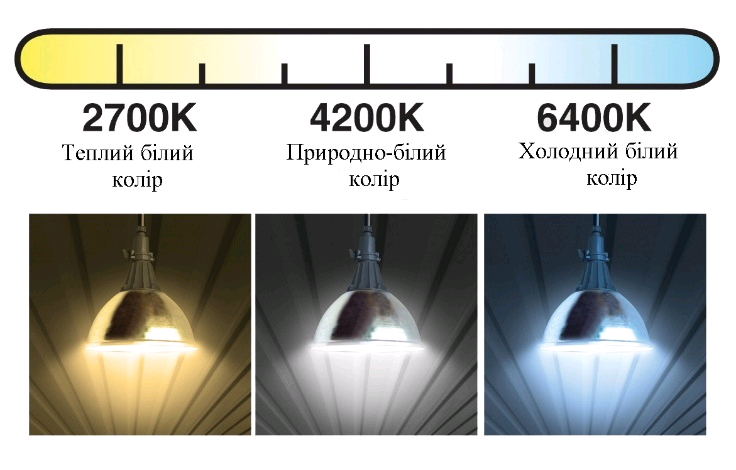 2700K 4200K 6400K
Теплий білий колір
Природно-білий колір
Холодний білий колір